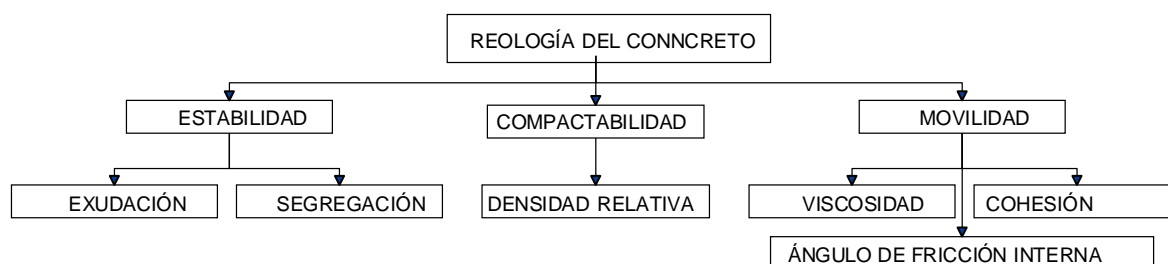 REOLOGÍA DEL CONNCRETO
ESTABILIDAD
COMPACTABILIDAD
MOVILIDAD
EXUDACIÓN
SEGREGACIÓN
DENSIDAD RELATIVA
VISCOSIDAD
COHESIÓN
ÁNGULO DE FRICCIÓN INTERNA